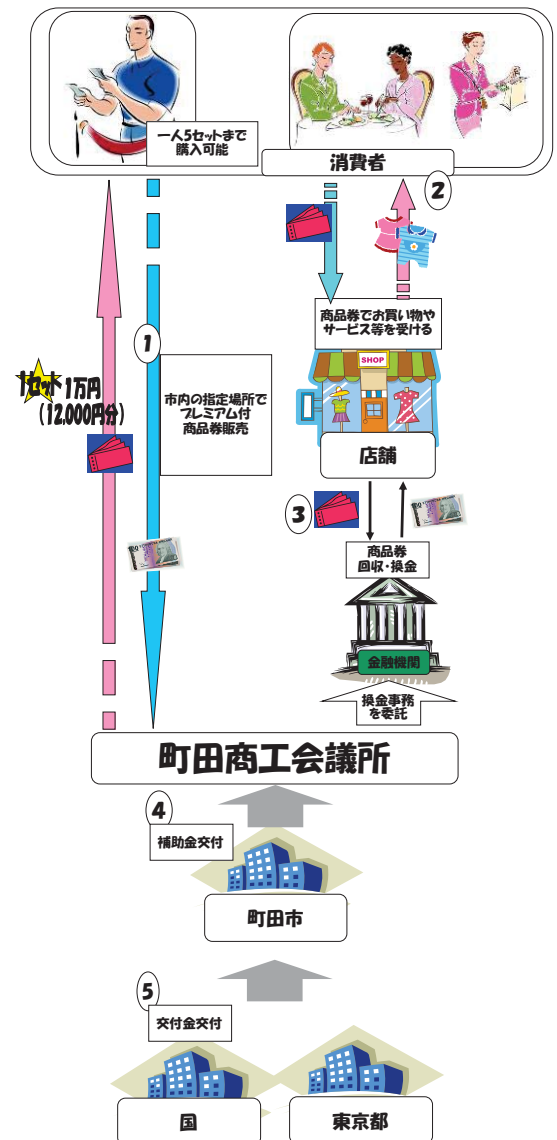 一人5セットまで
購入可能
消費者
2
商品券でお買い物や
サービス等を受ける
SHOP
1
1セット 1万円
(12,000円分)
市内の指定場所で
プレミアム付
商品券販売
店舗
3
商品券
回収・換金
金融機関
換金事務
を委託
町田商工会議所
4
補助金交付
町田市
5
交付金交付
国
東京都